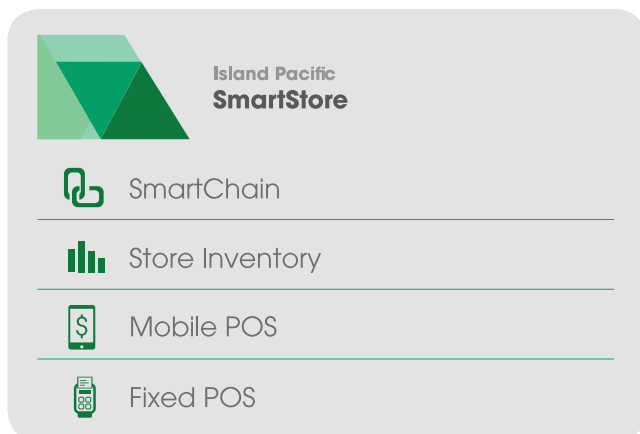 Island Pacific
SmartStore
SmartChain
Store Inventory
$ Mobile POS
Fixed POS